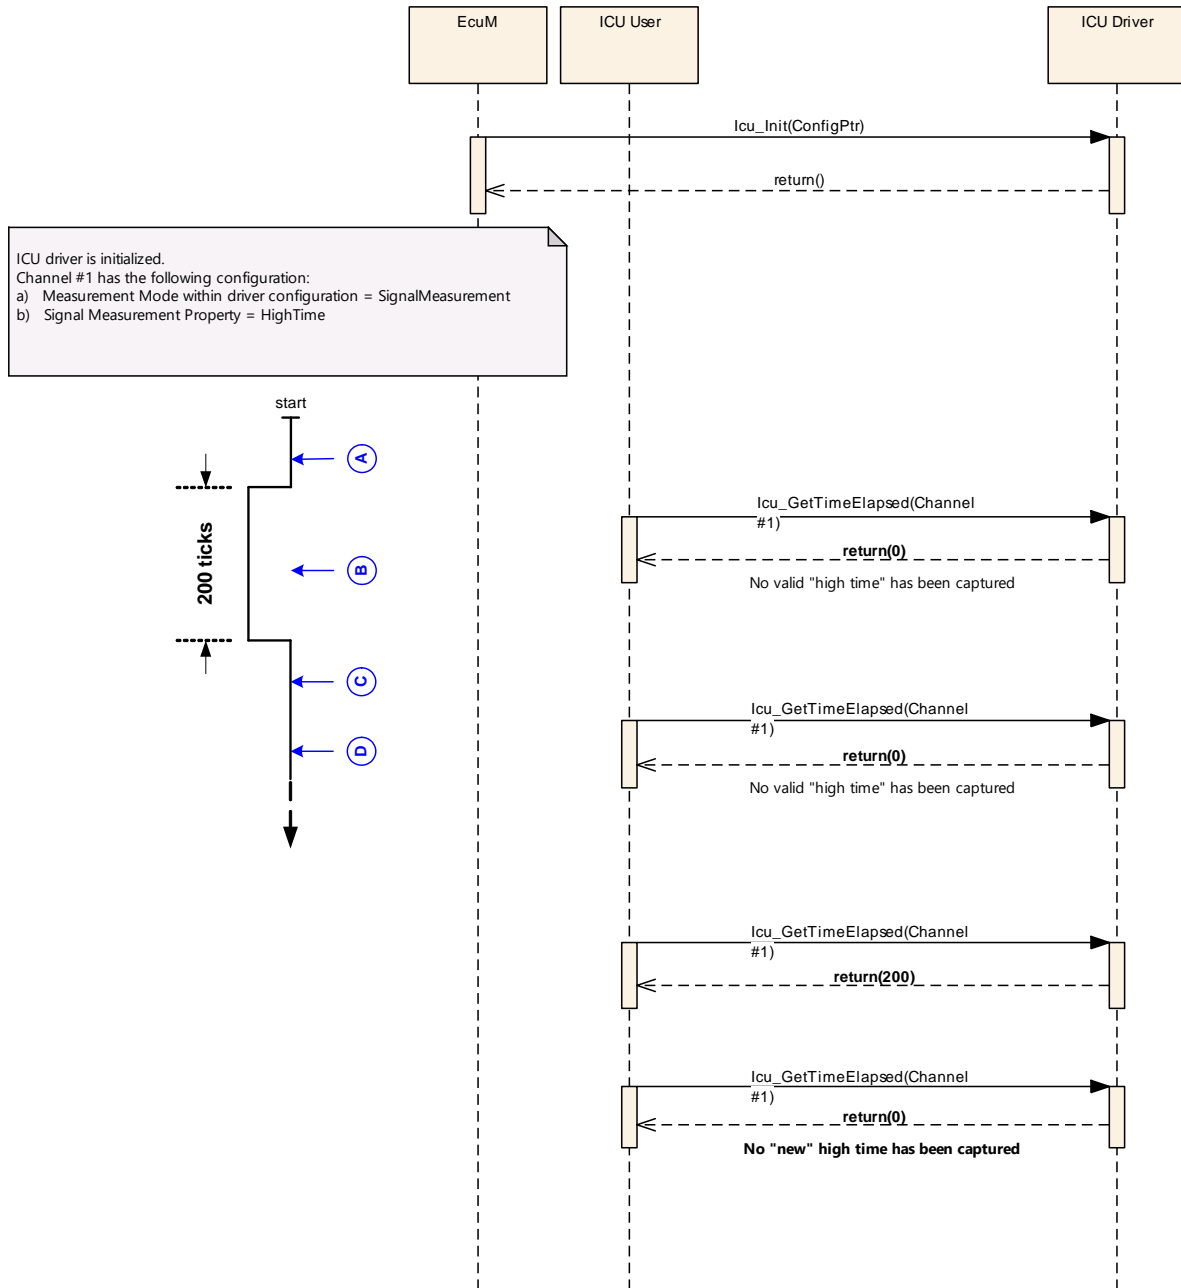 EcuM
ICU User
ICU Driver
Icu_Init(ConfigPtr)
return()
ICU driver is initialized.
Channel #1 has the following configuration:
a) Measurement Mode within driver configuration = SignalMeasurement
b) Signal Measurement Property = HighTime
start
A
200 ticks
B
C
D
Icu_GetTimeElapsed(Channel
#1)
return(0)
No valid "high time" has been captured
Icu_GetTimeElapsed(Channel
#1)
return(0)
No valid "high time" has been captured
Icu_GetTimeElapsed(Channel
#1)
return(200)
Icu_GetTimeElapsed(Channel
#1)
return(0)
No "new" high time has been captured